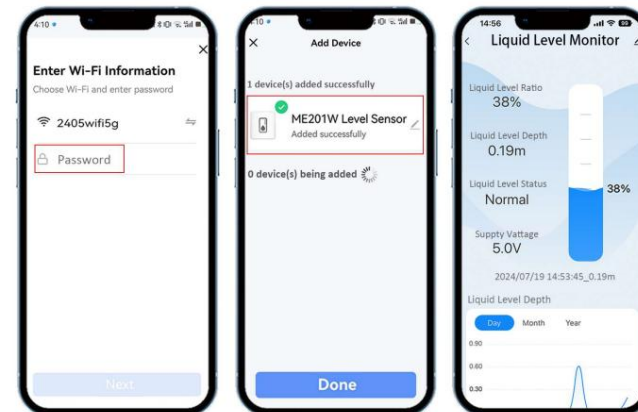 4:10
Enter Wi-Fi Information
Choose Wi-Fi and enter password
2405wifi5g
Password
Next
4:10
Add Device
1 device(s) added successfully
ME201W Level Sensor
Added successfully
0 device(s) being added
Done
14:56
Liquid Level Monitor
Liquid Level Ratio
38%
Liquid Level Depth
0.19m
Liquid Level Status
Normal
38%
Suppty Vattage
5.0V
2024/07/19 14:53:45_0.19m
Liquid Level Depth
Day Month Year
0.90
0.60
0.30